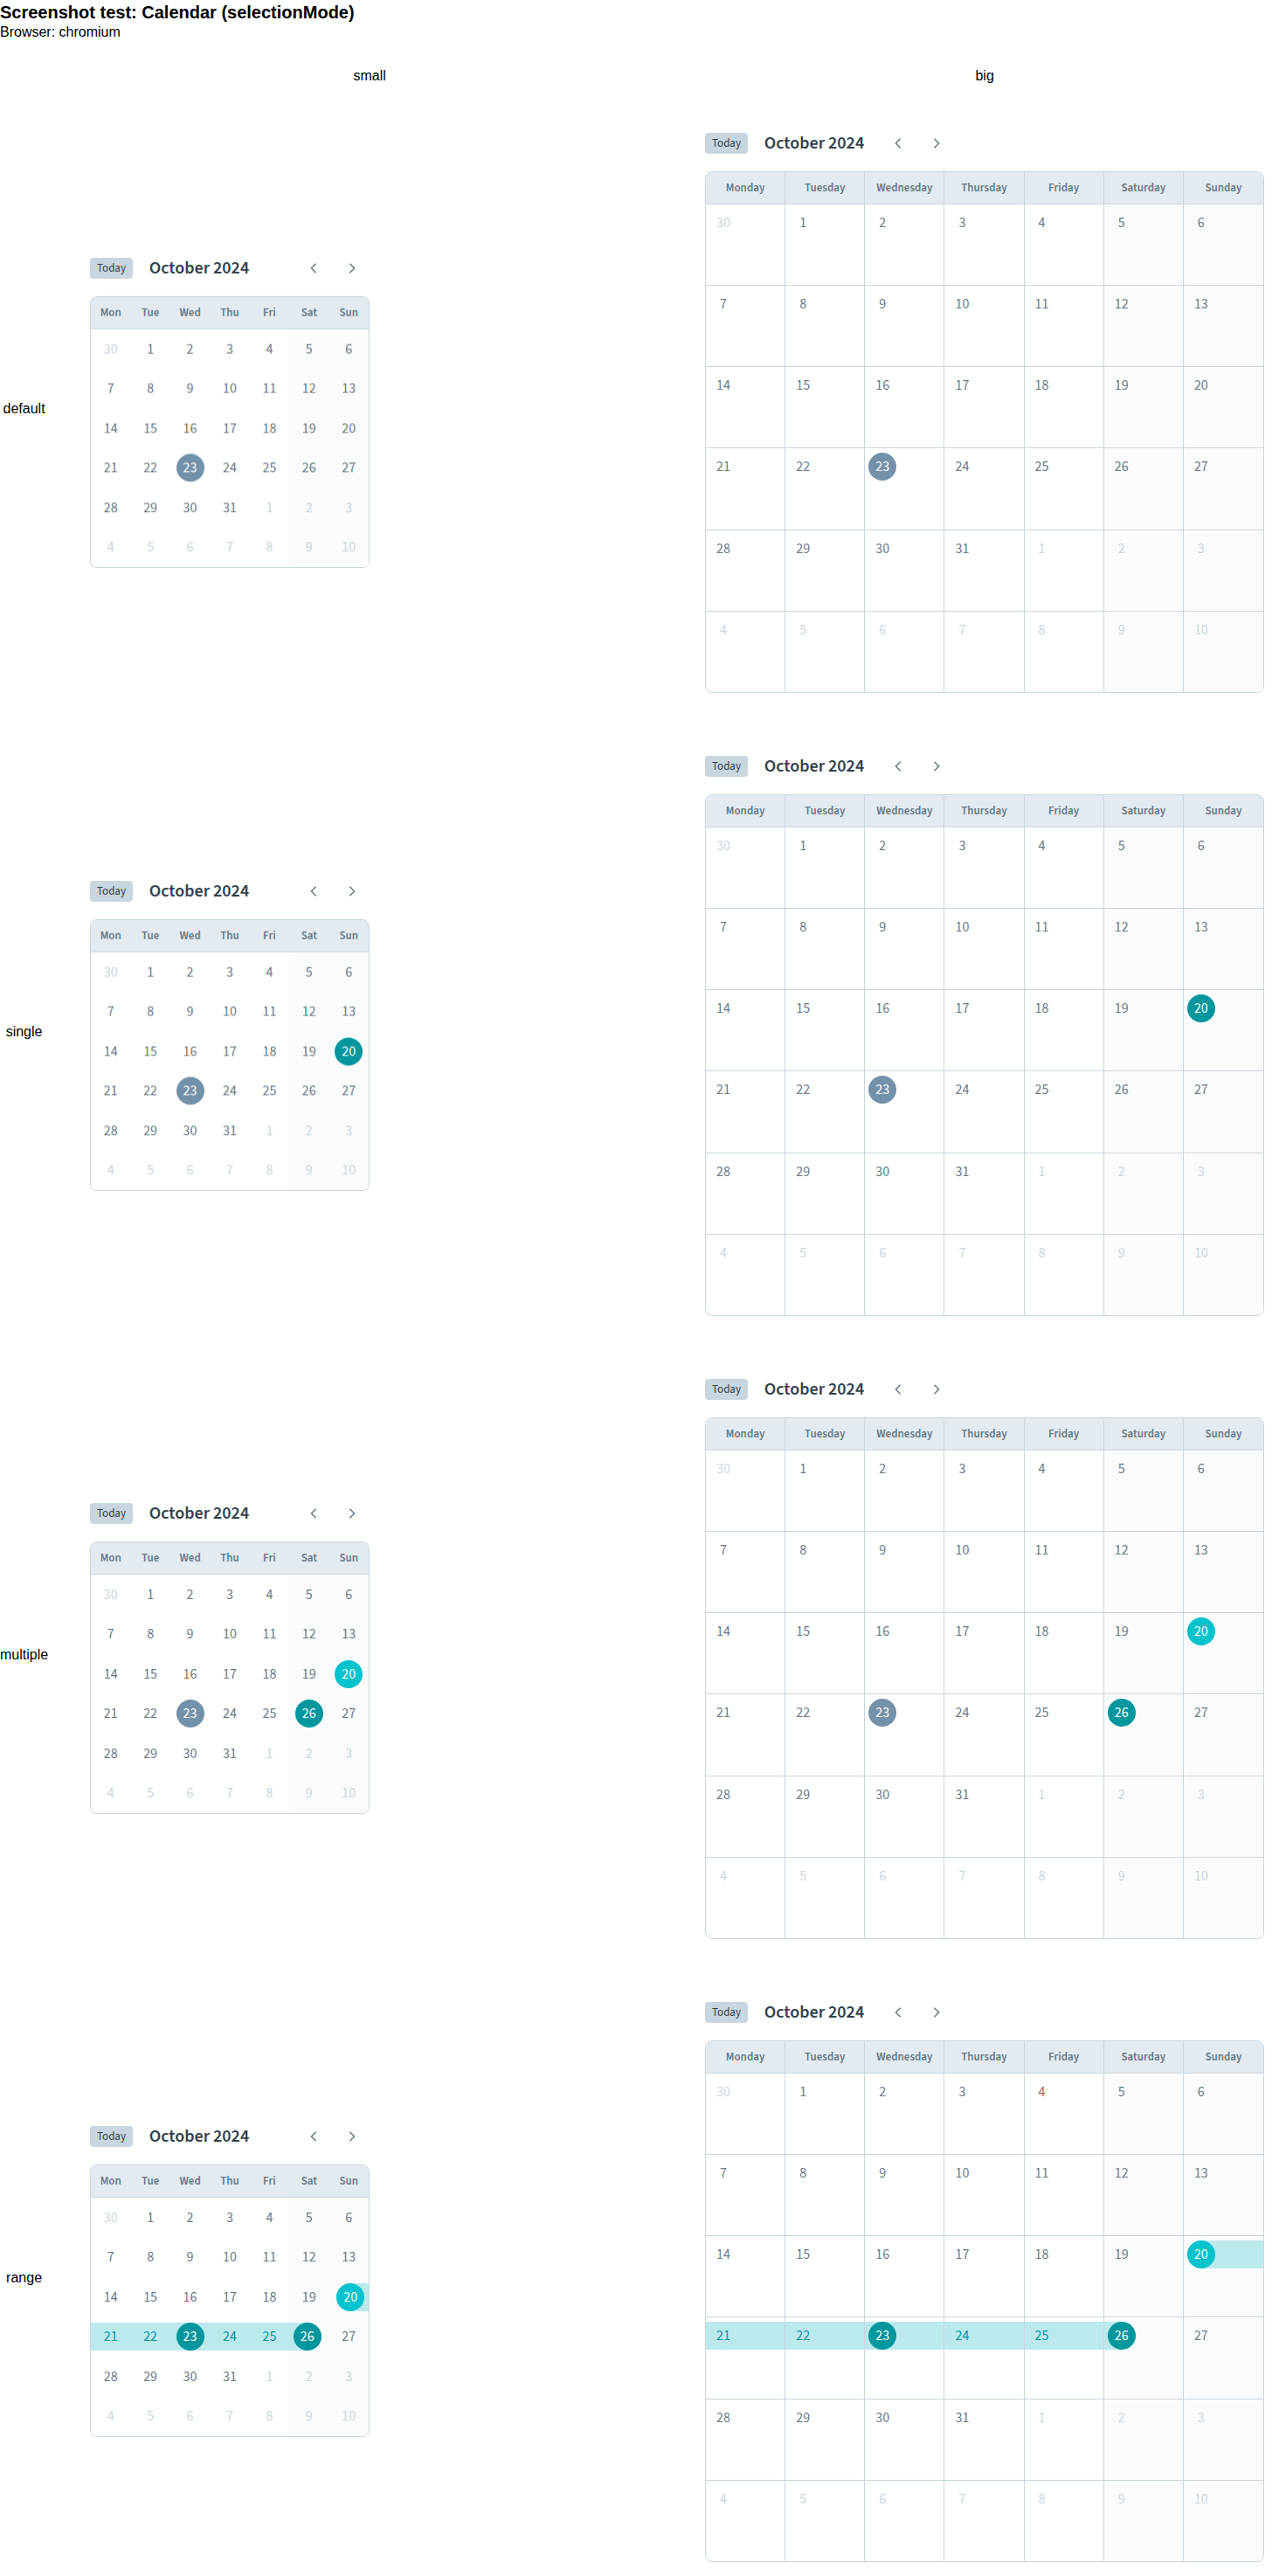 Screenshot test: Calendar (selectionMode)
Browser: chromium
small big
default
Today October 2024
Mon Tue Wed Thu Fri Sat Sun
30 1 2 3 4 5 6
7 8 9 10 11 12 13
14 15 16 17 18 19 20
21 22 23 24 25 26 27
28 29 30 31 1 2 3
4 5 6 7 8 9 10
Today October 2024
Monday Tuesday Wednesday Thursday Friday Saturday Sunday
30 1 2 3 4 5 6
7 8 9 10 11 12 13
14 15 16 17 18 19 20
21 22 23 24 25 26 27
28 29 30 31 1 2 3
4 5 6 7 8 9 10
single
Today October 2024
Mon Tue Wed Thu Fri Sat Sun
30 1 2 3 4 5 6
7 8 9 10 11 12 13
14 15 16 17 18 19 20
21 22 23 24 25 26 27
28 29 30 31 1 2 3
4 5 6 7 8 9 10
Today October 2024
Monday Tuesday Wednesday Thursday Friday Saturday Sunday
30 1 2 3 4 5 6
7 8 9 10 11 12 13
14 15 16 17 18 19 20
21 22 23 24 25 26 27
28 29 30 31 1 2 3
4 5 6 7 8 9 10
multiple
Today October 2024
Mon Tue Wed Thu Fri Sat Sun
30 1 2 3 4 5 6
7 8 9 10 11 12 13
14 15 16 17 18 19 20
21 22 23 24 25 26 27
28 29 30 31 1 2 3
4 5 6 7 8 9 10
Today October 2024
Monday Tuesday Wednesday Thursday Friday Saturday Sunday
30 1 2 3 4 5 6
7 8 9 10 11 12 13
14 15 16 17 18 19 20
21 22 23 24 25 26 27
28 29 30 31 1 2 3
4 5 6 7 8 9 10
range
Today October 2024
Mon Tue Wed Thu Fri Sat Sun
30 1 2 3 4 5 6
7 8 9 10 11 12 13
14 15 16 17 18 19 20
21 22 23 24 25 26 27
28 29 30 31 1 2 3
4 5 6 7 8 9 10
Today October 2024
Monday Tuesday Wednesday Thursday Friday Saturday Sunday
30 1 2 3 4 5 6
7 8 9 10 11 12 13
14 15 16 17 18 19 20
21 22 23 24 25 26 27
28 29 30 31 1 2 3
4 5 6 7 8 9 10